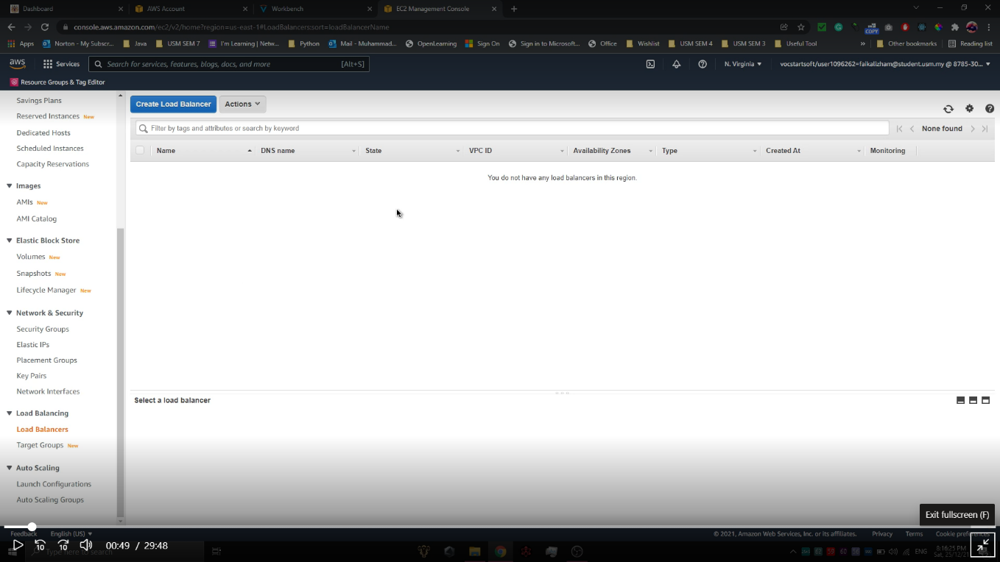 Dashboard
AWS Account
Workbench
EC2 Management Console
console.aws.amazon.com/ec2/v2/home?region=us-east-1#LoadBalancers:sort=loadBalancerName
COPY
Apps
Norton - My Subscr...
Java
USM SEM 7
I'm Learning | Netw...
Python
Mail - Muhammad...
OpenLearning
Sign On
Sign in to Microsoft...
Office
Wishlist
USM SEM 4
USM SEM 3
Useful Tool
»
Other bookmarks
Reading list
aws
Services
Search for services, features, blogs, docs, and more
[Alt+S]
N. Virginia
vocstartsoft/user1096262=faikalizham@student.usm.my @ 8785-30...
Resource Groups & Tag Editor
Savings Plans
Reserved Instances New
Dedicated Hosts
Scheduled Instances
Capacity Reservations
Images
AMIs New
AMI Catalog
Elastic Block Store
Volumes New
Snapshots New
Lifecycle Manager New
Network & Security
Security Groups
Elastic IPs
Placement Groups
Key Pairs
Network Interfaces
Load Balancing
Load Balancers
Target Groups New
Auto Scaling
Launch Configurations
Auto Scaling Groups
Create Load Balancer
Actions
Filter by tags and attributes or search by keyword
None found
Name
DNS name
State
VPC ID
Availability Zones
Type
Created At
Monitoring
You do not have any load balancers in this region.
Select a load balancer
Exit fullscreen (F)
Feedback
English (US)
© 2021, Amazon Web Services, Inc. or its affiliates.
Privacy
Terms
Cookie preferences
10
10
00:49 / 29:48
Type here to search
ENG
8:16:25 PM